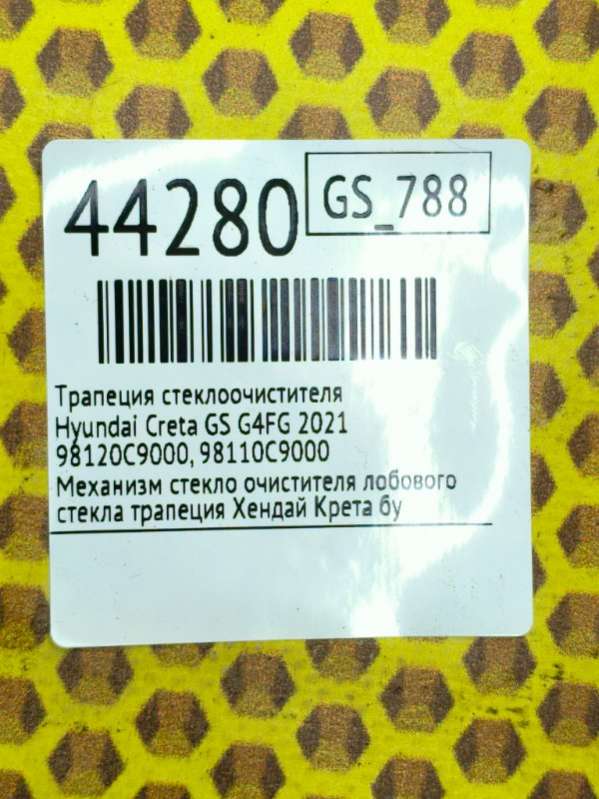 44280
GS_788
Трапеция стеклоочистителя
Hyundai Creta GS G4FG 2021
98120C9000, 98110C9000
Механизм стекло очистителя лобового
стекла трапеция Хендай Крета бу